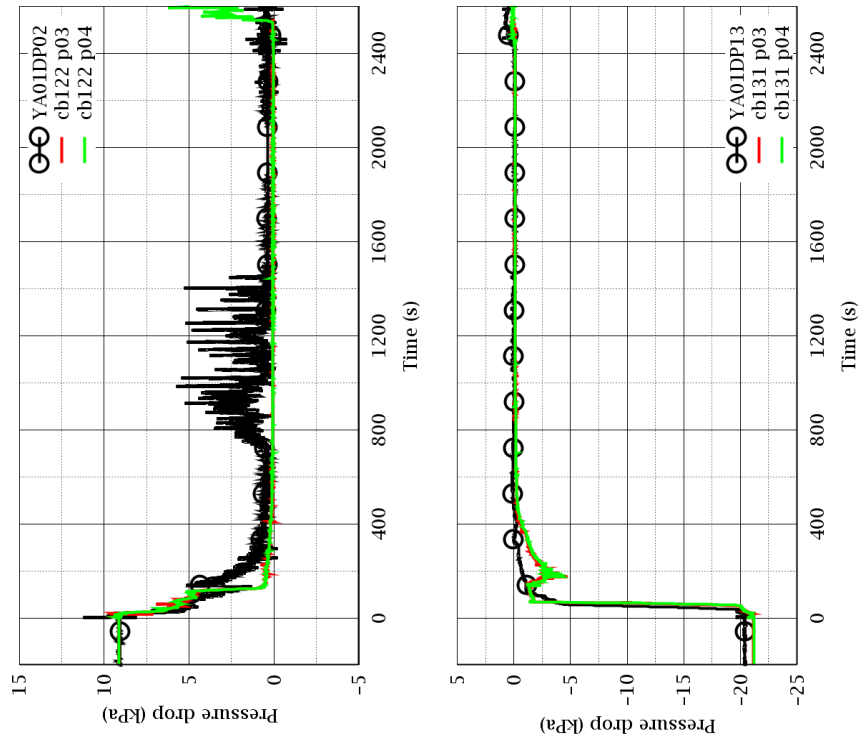 15
10
5
0
-5
Pressure drop (kPa)
0
400
800
1200
1600
2000
2400
Time (s)
YA01DP02
cb122 p03
cb122 p04
5
0
-5
-10
-15
-20
-25
Pressure drop (kPa)
0
400
800
1200
1600
2000
2400
Time (s)
YA01DP13
cb131 p03
cb131 p04